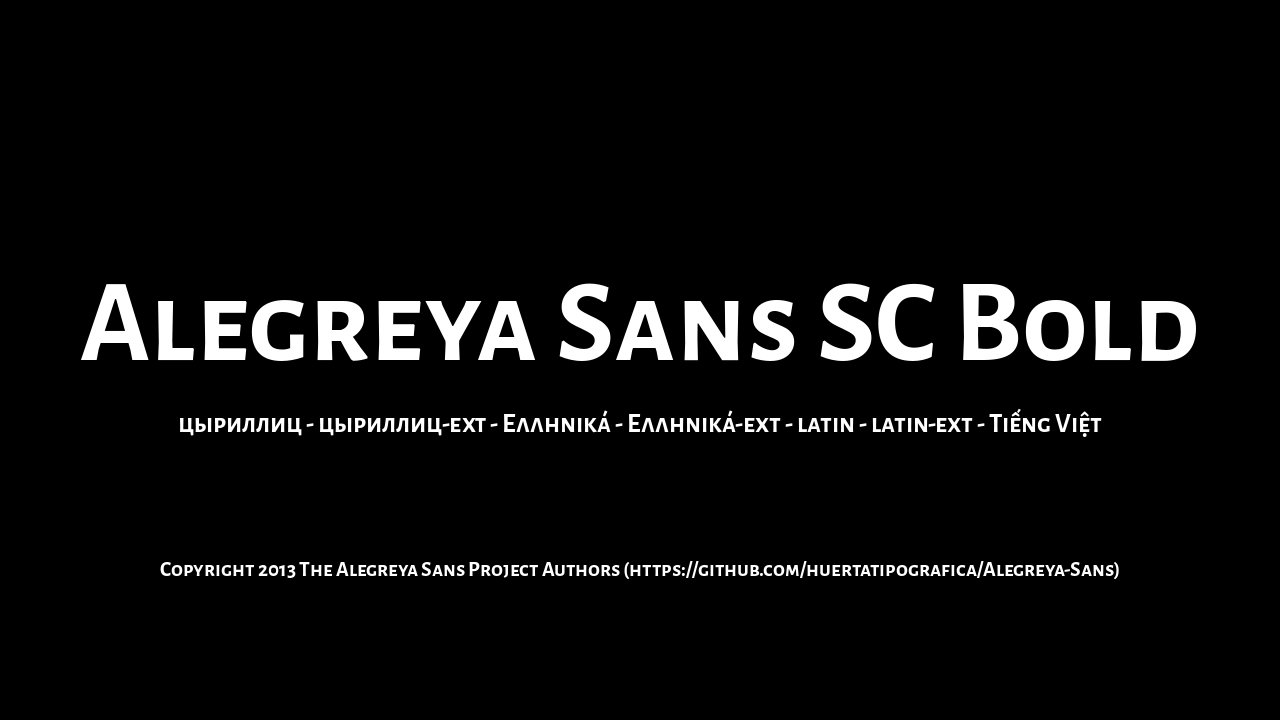 Alegreya Sans SC Bold
цыриллиц - цыриллиц-ext - Ελληνικά - Ελληνικά-ext - latin - latin-ext - Tiếng Việt
Copyright 2013 The Alegreya Sans Project Authors (https://github.com/huertatipografica/Alegreya-Sans)